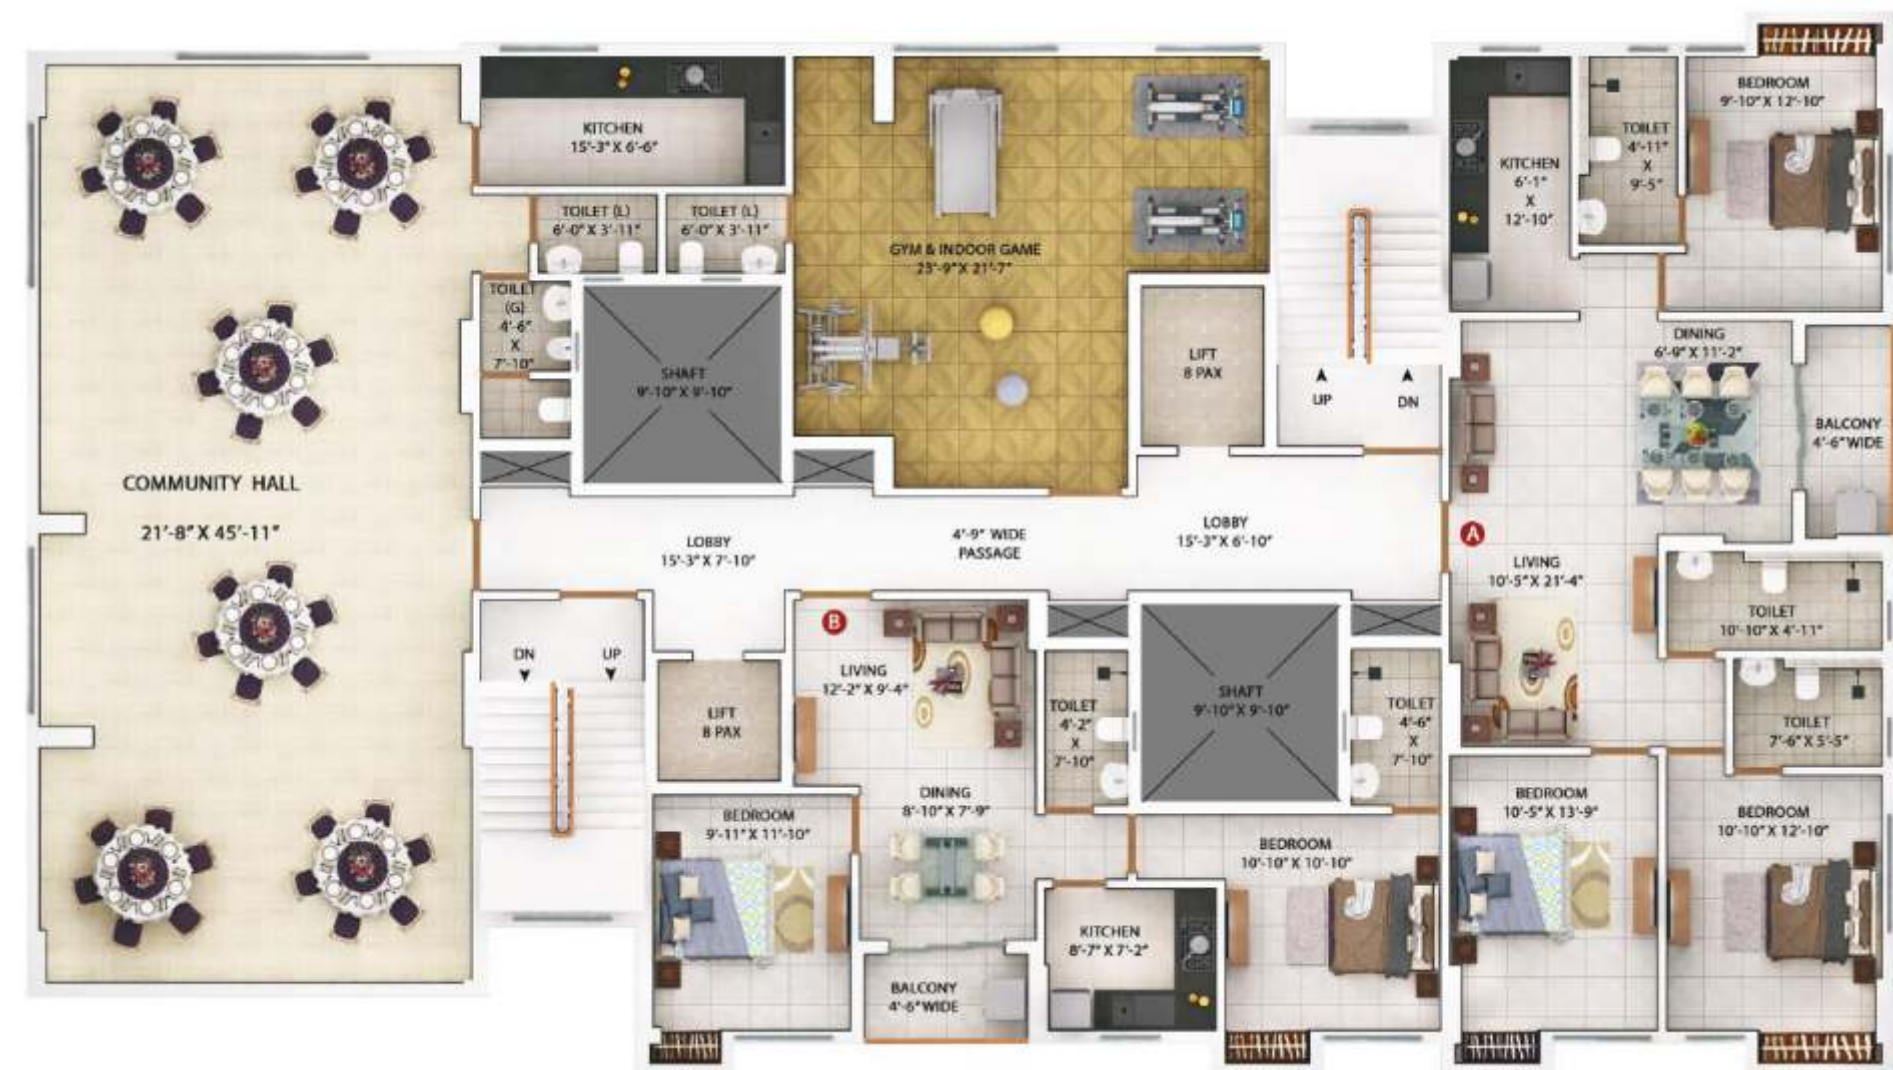 COMMUNITY HALL
21'-8" X 45'-11"
KITCHEN
15'-3" X 6'-6"
TOILET (L)
6'-0" X 3'-11"
TOILET (L)
6'-0" X 3'-11"
TOILET
(G)
4'-6"
X
7'-10"
SHAFT
9'-10" X 9'-10"
GYM & INDOOR GAME
23'-9" X 21'-7"
LIFT
8 PAX
UP
DN
KITCHEN
6'-1"
X
12'-10"
TOILET
4'-11"
X
9'-5"
BEDROOM
9'-10" X 12'-10"
DINING
6'-9" X 11'-2"
BALCONY
4'-6" WIDE
LOBBY
15'-3" X 7'-10"
4'-9" WIDE
PASSAGE
LOBBY
15'-3" X 6'-10"
A
LIVING
10'-5" X 21'-4"
TOILET
10'-10" X 4'-11"
TOILET
7'-6" X 5'-5"
DN
UP
LIFT
8 PAX
B
LIVING
12'-2" X 9'-4"
TOILET
4'-2"
X
7'-10"
SHAFT
9'-10" X 9'-10"
TOILET
4'-6"
X
7'-10"
BEDROOM
9'-11" X 11'-10"
DINING
8'-10" X 7'-9"
BEDROOM
10'-10" X 10'-10"
BEDROOM
10'-5" X 13'-9"
BEDROOM
10'-10" X 12'-10"
KITCHEN
8'-7" X 7'-2"
BALCONY
4'-6" WIDE